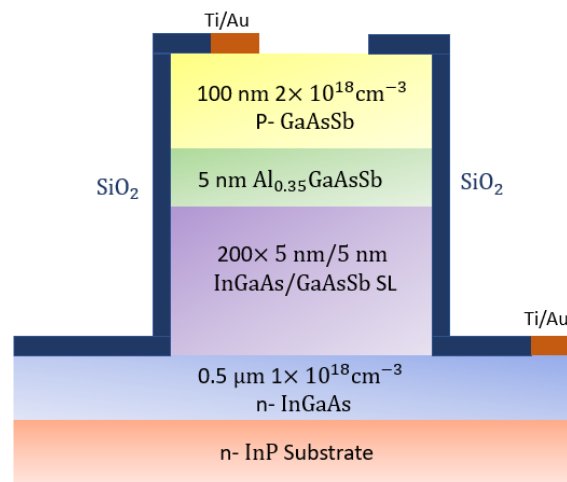 Ti/Au
100 nm 2× 10¹⁸cm⁻³
P- GaAsSb
SiO₂
5 nm Al₀.₃₅GaAsSb
SiO₂
200× 5 nm/5 nm
InGaAs/GaAsSb SL
Ti/Au
0.5 μm 1× 10¹⁸cm⁻³
n- InGaAs
n- InP Substrate